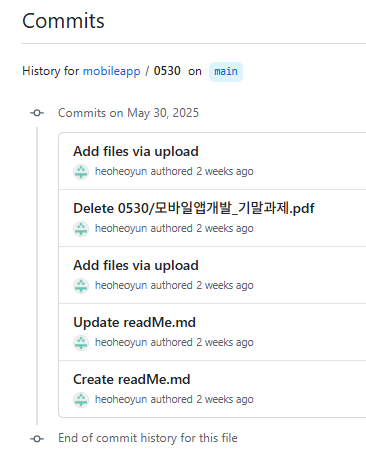 Commits
History for mobileapp / 0530 on main
Commits on May 30, 2025
Add files via upload
heoheoyun authored 2 weeks ago
Delete 0530/모바일앱개발_기말과제.pdf
heoheoyun authored 2 weeks ago
Add files via upload
heoheoyun authored 2 weeks ago
Update readMe.md
heoheoyun authored 2 weeks ago
Create readMe.md
heoheoyun authored 2 weeks ago
End of commit history for this file